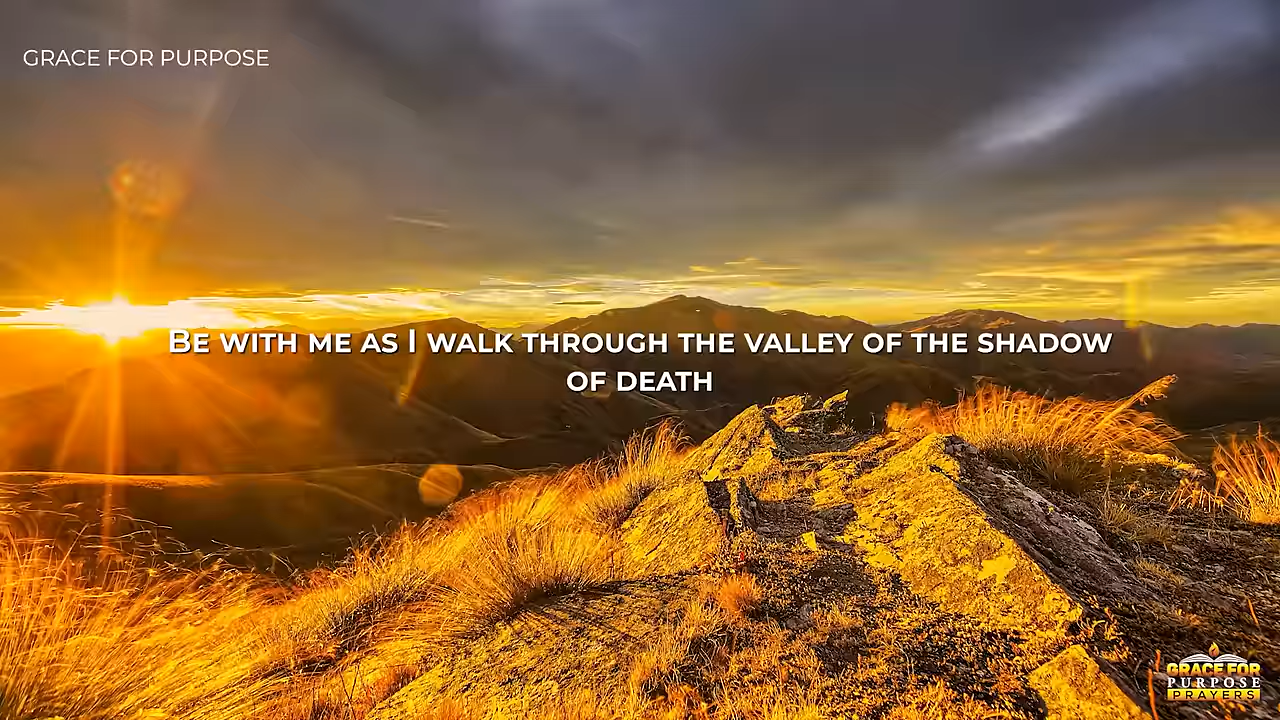 GRACE FOR PURPOSE
BE WITH ME AS I WALK THROUGH THE VALLEY OF THE SHADOW
OF DEATH
GRACE FOR
PURPOSE
PRAYERS